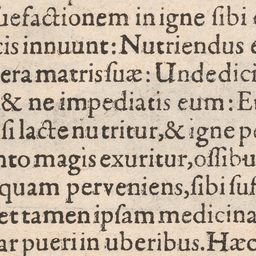 uefactionem in igne sibi
cis innuunt: Nutriendus e
era matris suæ: Unde dici
& ne impediatis eum: E
si lacte nutritur, & igne p
nto magis exuritur, ossibu
quam perveniens, sibi suf
et tamen ipsam medicina
ar pueri in uberibus. Hæc